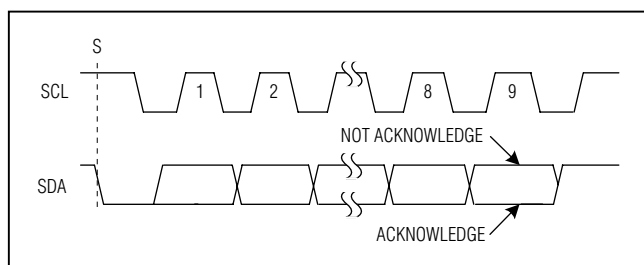 S
SCL 1 2 8 9
NOT ACKNOWLEDGE
SDA
ACKNOWLEDGE